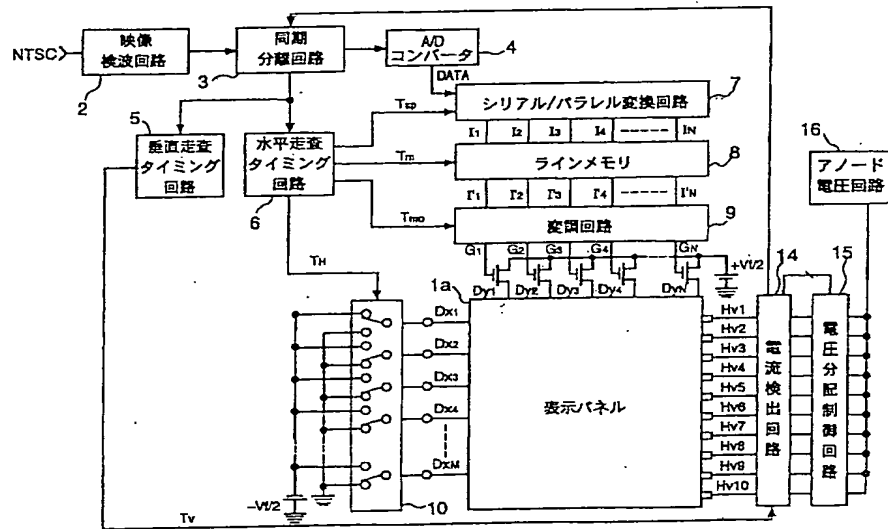 NTSC
映像
検波回路
2
同期
分離回路
3
A/D
コンバータ
4
DATA
シリアル/パラレル変換回路
7
Tsp
I1 I2 I3 I4 IN
5
垂直走査
タイミング
回路
水平走査
タイミング
回路
6
Tm
ラインメモリ
8
I'1 I'2 I'3 I'4 I'N
Tmo
変調回路
9
16
アノード
電圧回路
G1 G2 G3 G4 GN
+Vf/2
14
15
TH
1a
Dy1 Dy2 Dy3 Dy4 DyN
Dx1
Dx2
Dx3
Dx4
DxM
表示パネル
Hv1
Hv2
Hv3
Hv4
Hv5
Hv6
Hv7
Hv8
Hv9
Hv10
電流検出回路
電圧分配制御回路
-Vf/2
10
Tv